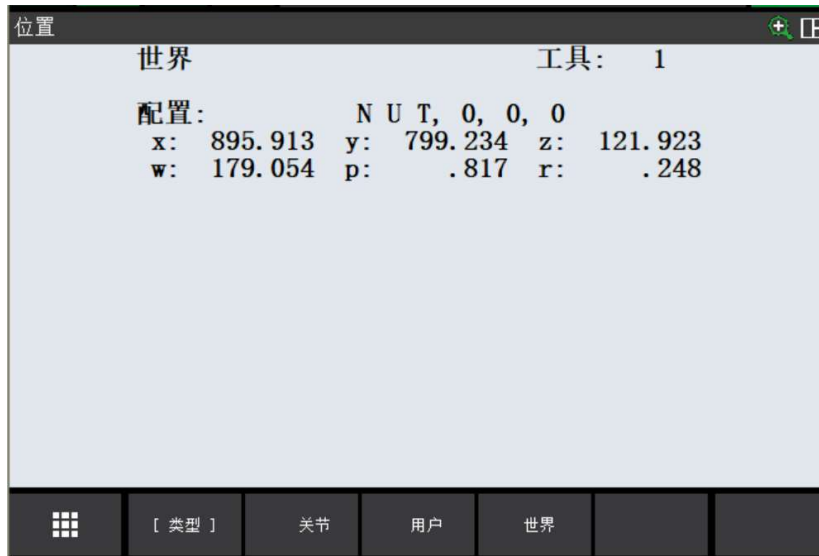 位置
世界 工具: 1
配置: N U T, 0, 0, 0
x: 895.913 y: 799.234 z: 121.923
w: 179.054 p: .817 r: .248
[ 类型 ] 关节 用户 世界